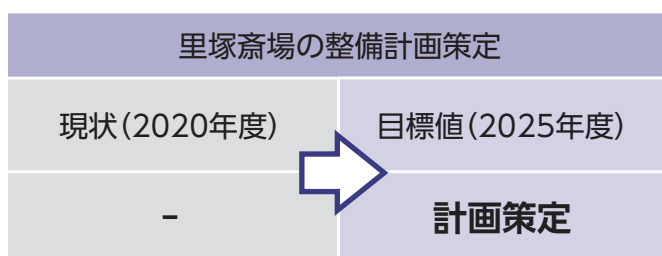 里塚斎場の整備計画策定
現状(2020年度)
目標値(2025年度)
–
計画策定